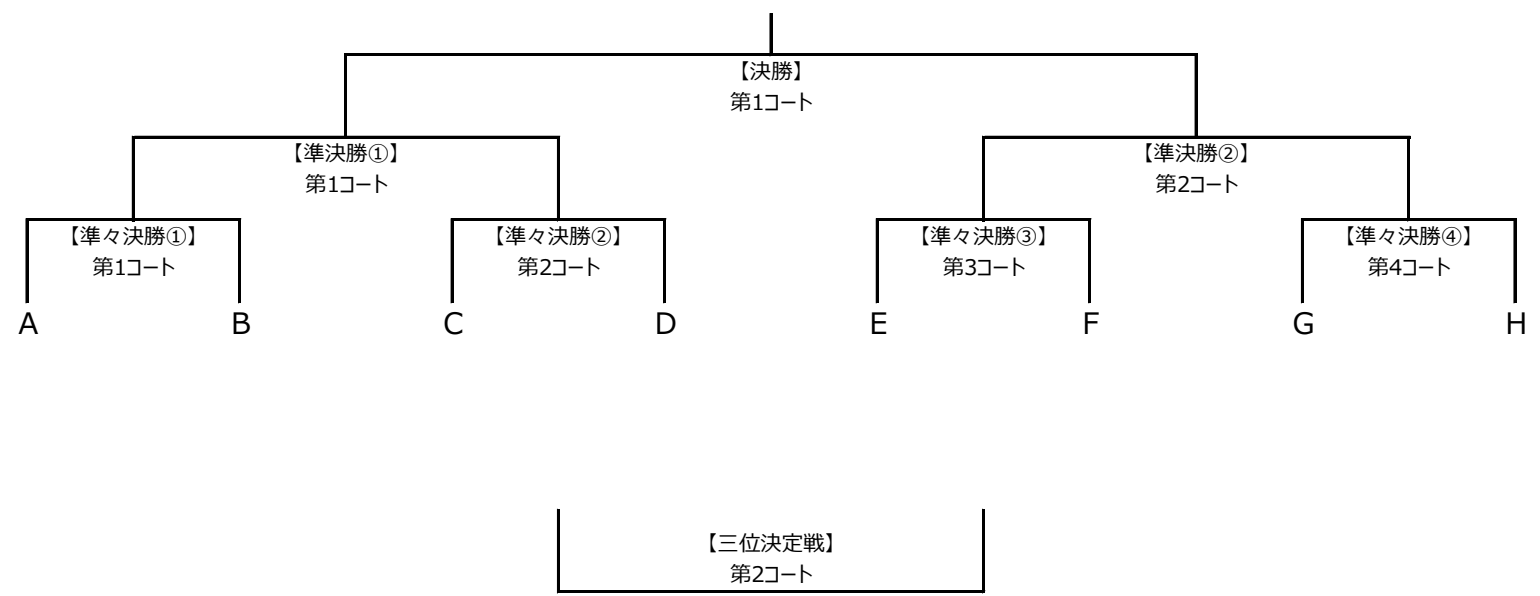 【決勝】
第1コート
【準決勝①】
第1コート
【準決勝②】
第2コート
【準々決勝①】
第1コート
【準々決勝②】
第2コート
【準々決勝③】
第3コート
【準々決勝④】
第4コート
A B C D E F G H
【三位決定戦】
第2コート